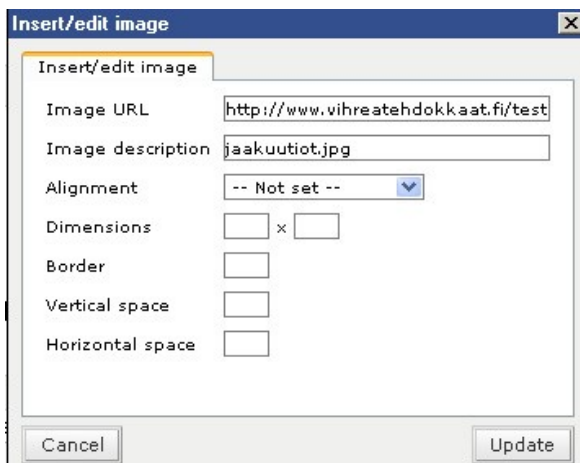 Insert/edit image
Insert/edit image
Image URL http://www.vihreatehdokkaat.fi/test
Image description jaakuutiot.jpg
Alignment -- Not set --
Dimensions x
Border
Vertical space
Horizontal space
Cancel Update